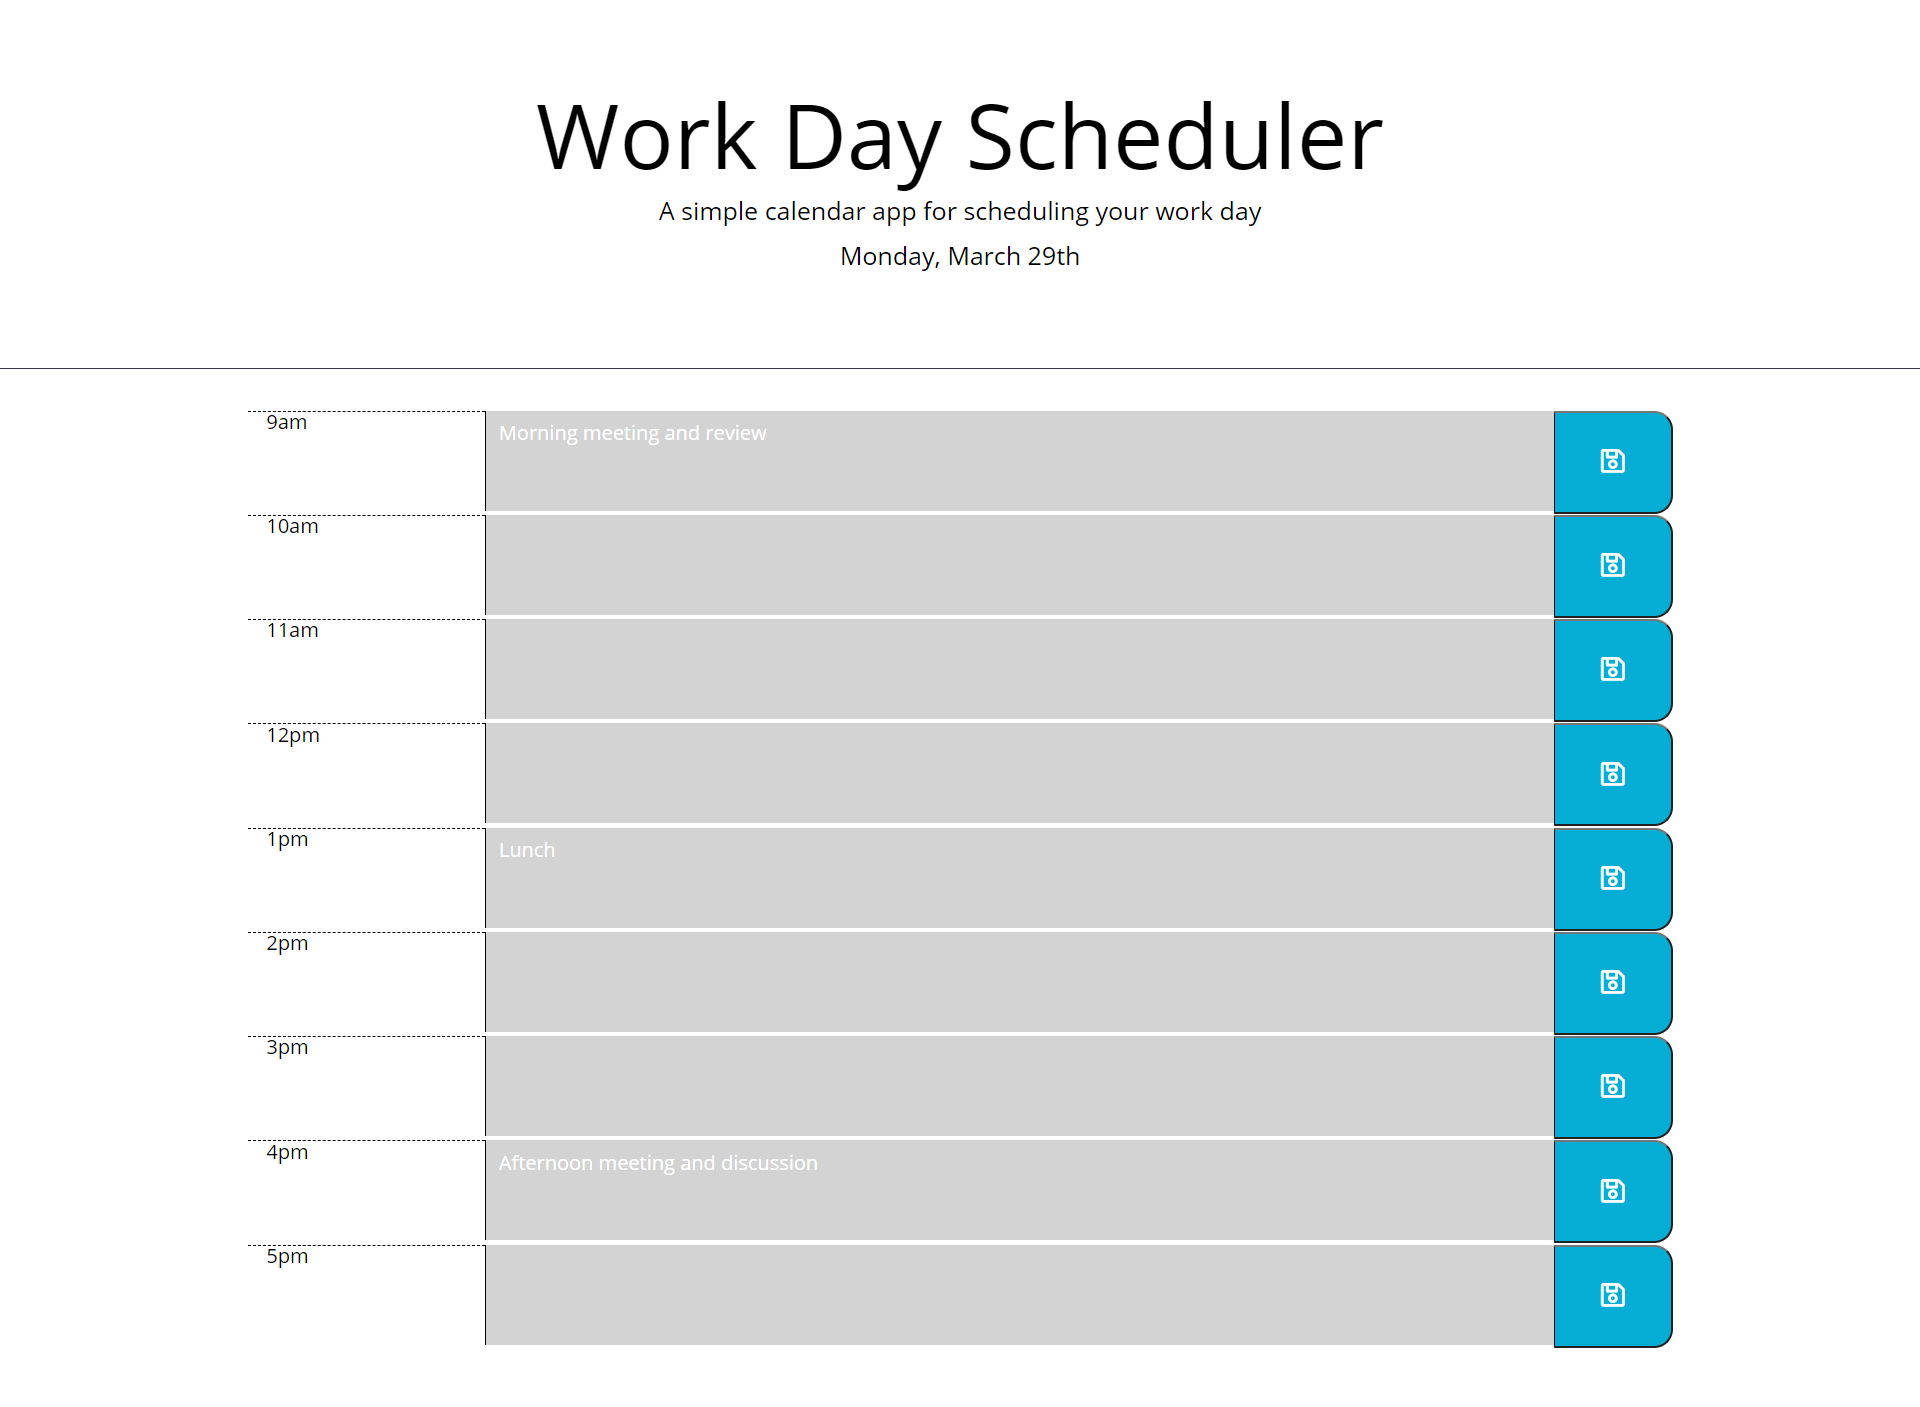 Work Day Scheduler
A simple calendar app for scheduling your work day
Monday, March 29th
9am
Morning meeting and review
10am
11am
12pm
1pm
Lunch
2pm
3pm
4pm
Afternoon meeting and discussion
5pm